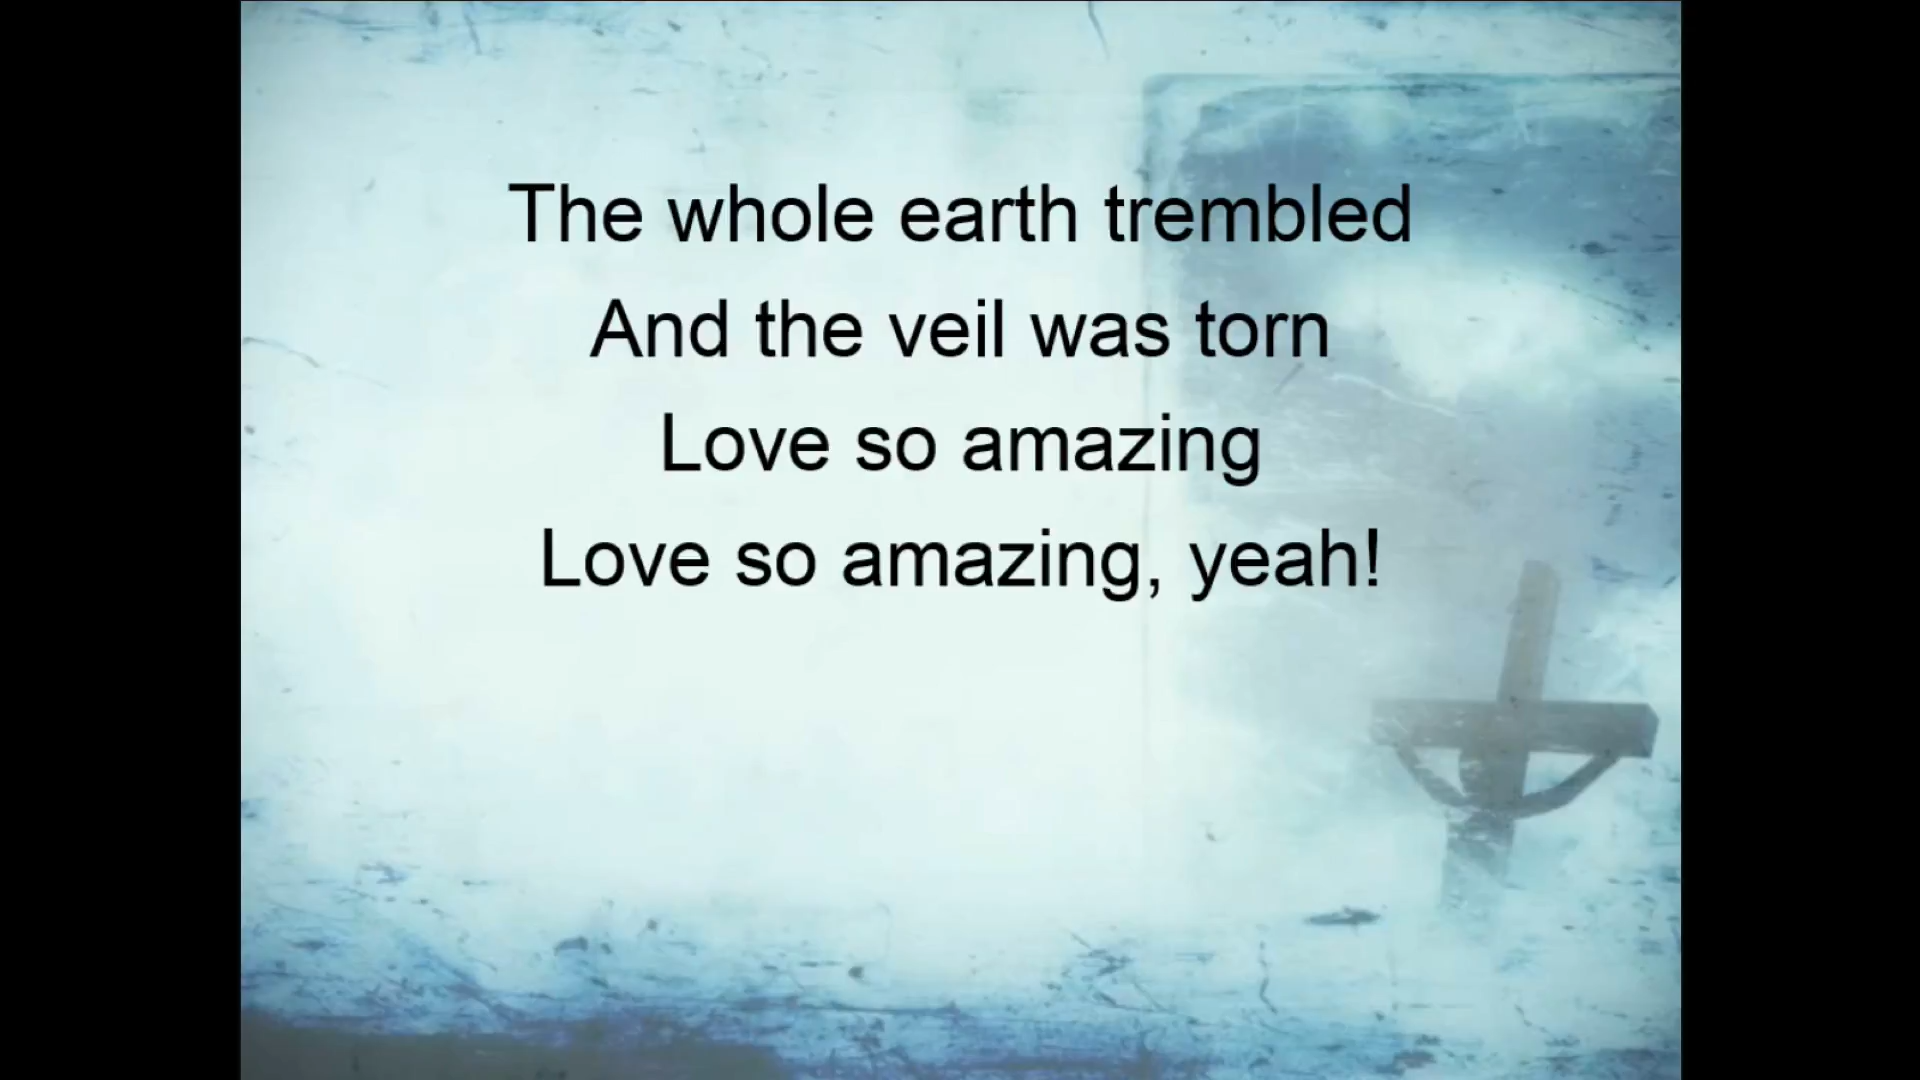 The whole earth trembled
And the veil was torn
Love so amazing
Love so amazing, yeah!